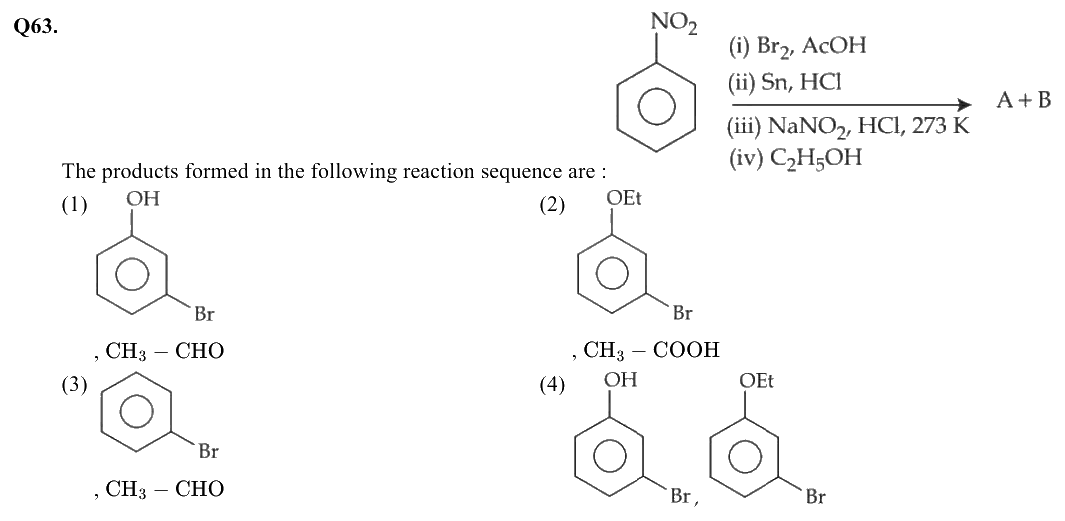 Q63.
NO₂
(i) Br₂, AcOH
(ii) Sn, HCl
(iii) NaNO₂, HCl, 273 K
(iv) C₂H₅OH
A + B
The products formed in the following reaction sequence are :
(1)
OH
Br
, CH₃ − CHO
(2)
OEt
Br
, CH₃ − COOH
(3)
Br
, CH₃ − CHO
(4)
OH
Br ,
OEt
Br